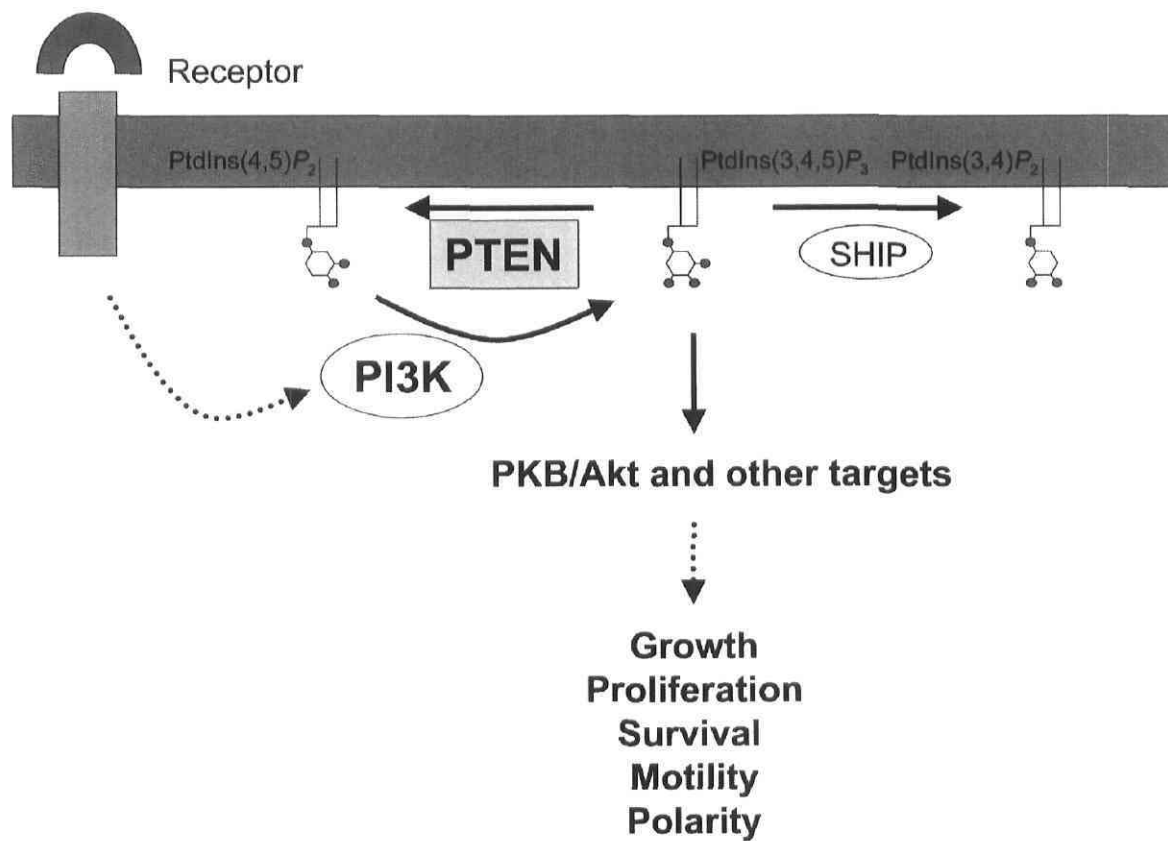 Receptor
PtdIns(4,5)P2
PtdIns(3,4,5)P3
PtdIns(3,4)P2
PTEN
SHIP
PI3K
PKB/Akt and other targets
Growth
Proliferation
Survival
Motility
Polarity